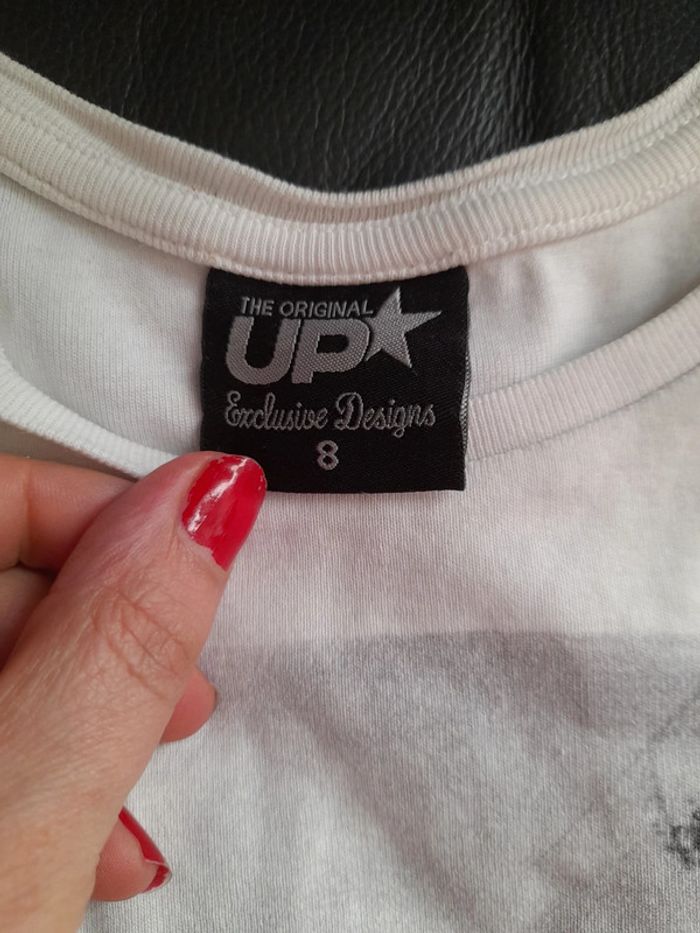 THE ORIGINAL
UP
Exclusive Designs
8